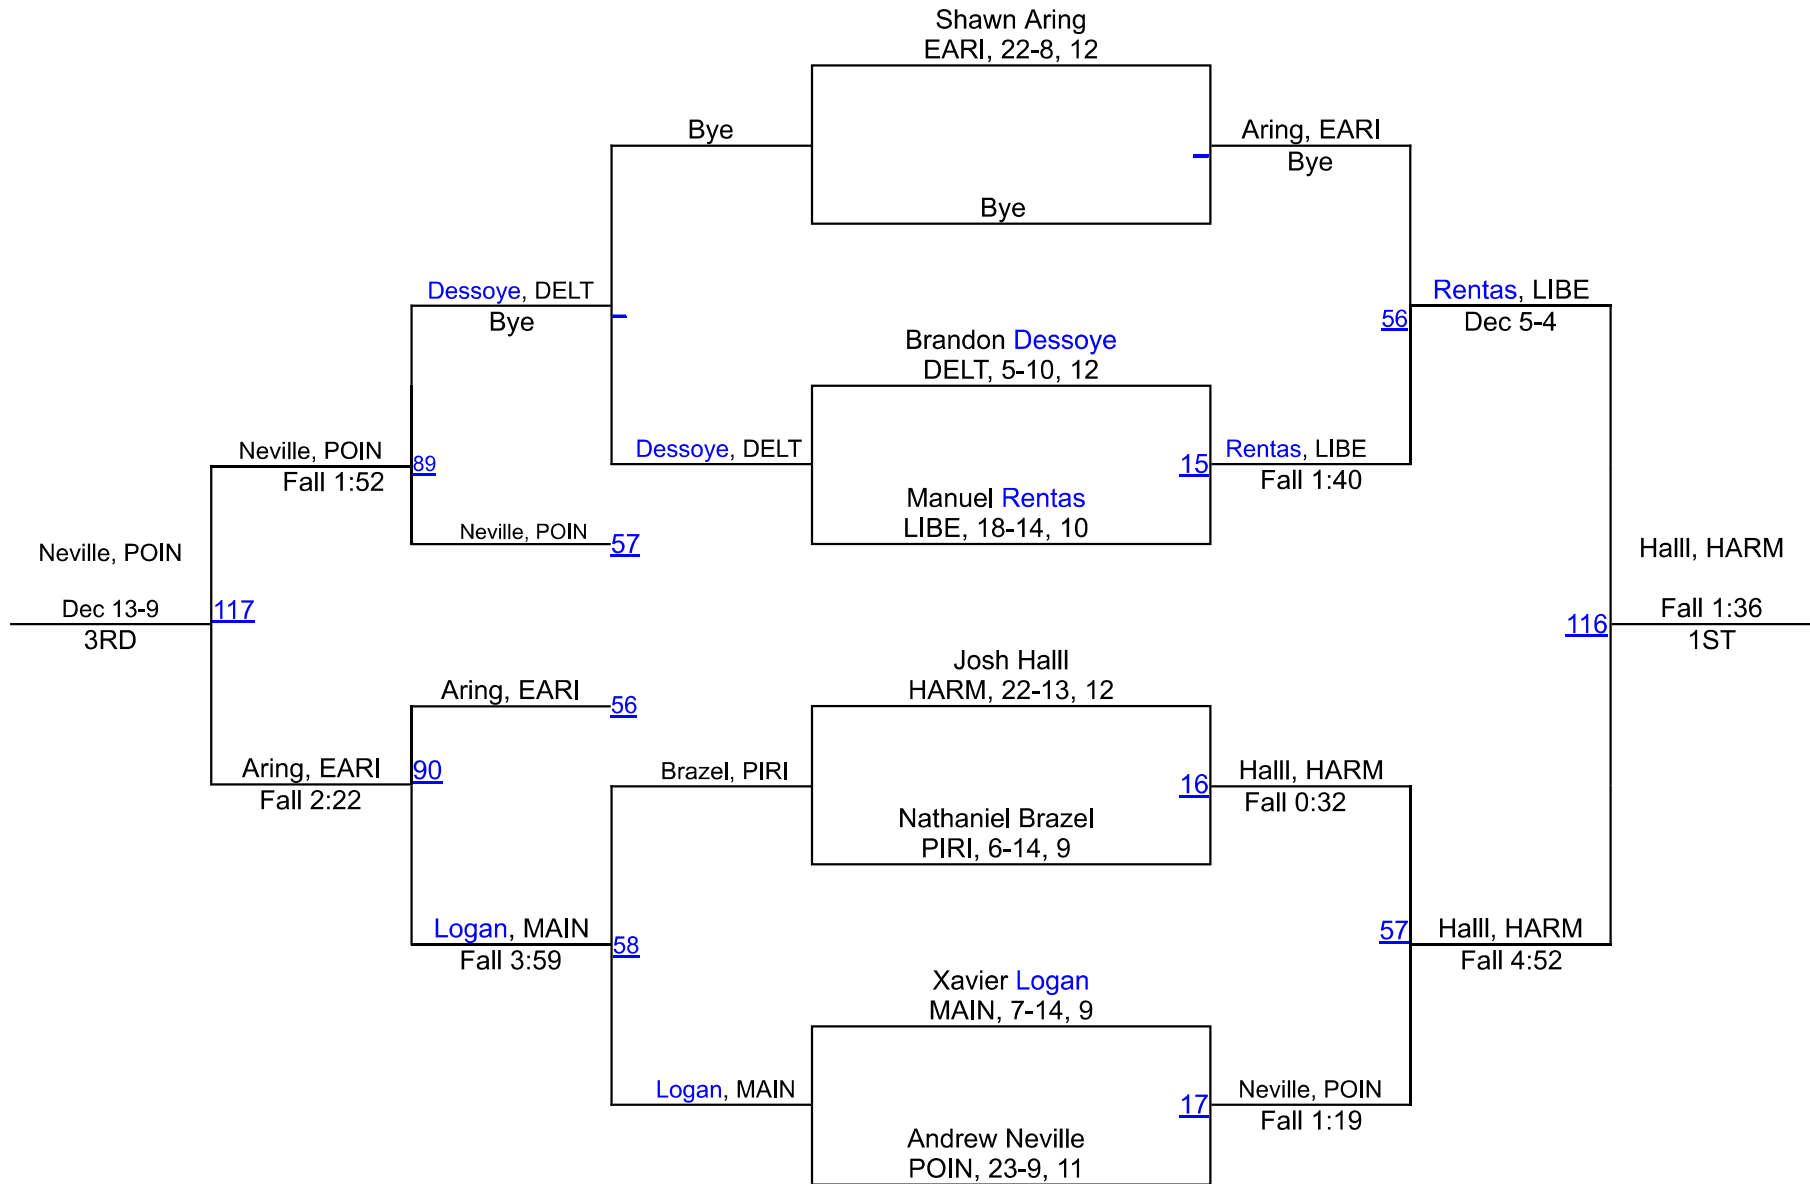 Shawn Aring
EARI, 22-8, 12
Bye
Aring, EARI
Bye
Bye
Dessoye, DELT
Bye
Rentas, LIBE
Dec 5-4
56
Brandon Dessoye
DELT, 5-10, 12
Neville, POIN
Fall 1:52
89
Dessoye, DELT
15
Rentas, LIBE
Fall 1:40
Manuel Rentas
LIBE, 18-14, 10
Neville, POIN
57
Neville, POIN
Dec 13-9
3RD
117
Halll, HARM
Fall 1:36
1ST
116
Josh Halll
HARM, 22-13, 12
Aring, EARI
56
Aring, EARI
Fall 2:22
90
Brazel, PIRI
16
Halll, HARM
Fall 0:32
Nathaniel Brazel
PIRI, 6-14, 9
Logan, MAIN
Fall 3:59
58
57
Halll, HARM
Fall 4:52
Xavier Logan
MAIN, 7-14, 9
Logan, MAIN
17
Neville, POIN
Fall 1:19
Andrew Neville
POIN, 23-9, 11